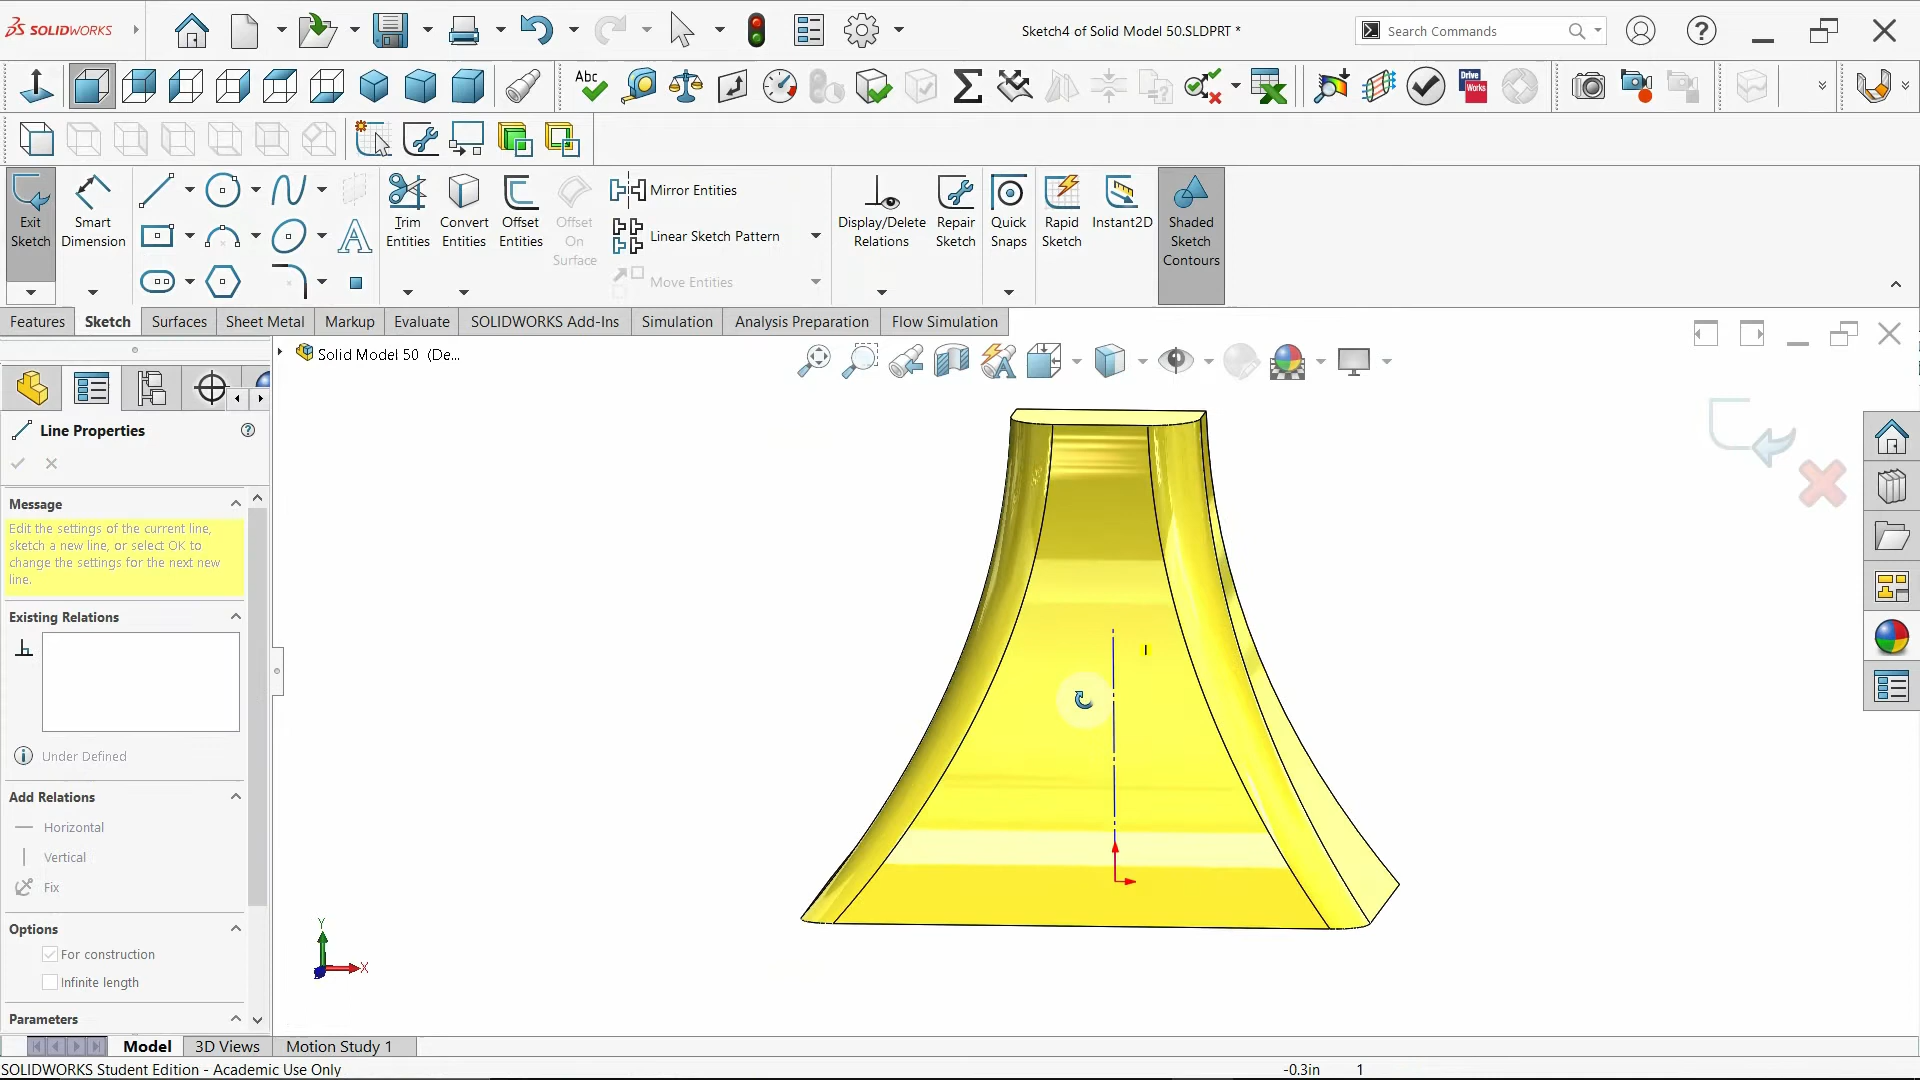 SOLIDWORKS
Sketch4 of Solid Model 50.SLDPRT *
Search Commands
Abc
Drive
Works
Exit
Sketch
Smart
Dimension
Trim
Entities
Convert
Entities
Offset
Entities
Offset
On
Surface
Mirror Entities
Linear Sketch Pattern
Move Entities
Display/Delete
Relations
Repair
Sketch
Quick
Snaps
Rapid
Sketch
Instant2D
Shaded
Sketch
Contours
Features
Sketch
Surfaces
Sheet Metal
Markup
Evaluate
SOLIDWORKS Add-Ins
Simulation
Analysis Preparation
Flow Simulation
Solid Model 50 (De...
Line Properties
Message
Edit the settings of the current line,
sketch a new line, or select OK to
change the settings for the next new
line.
Existing Relations
Under Defined
Add Relations
Horizontal
Vertical
Fix
Options
For construction
Infinite length
Parameters
Y
X
Model
3D Views
Motion Study 1
SOLIDWORKS Student Edition - Academic Use Only
-0.3in
1